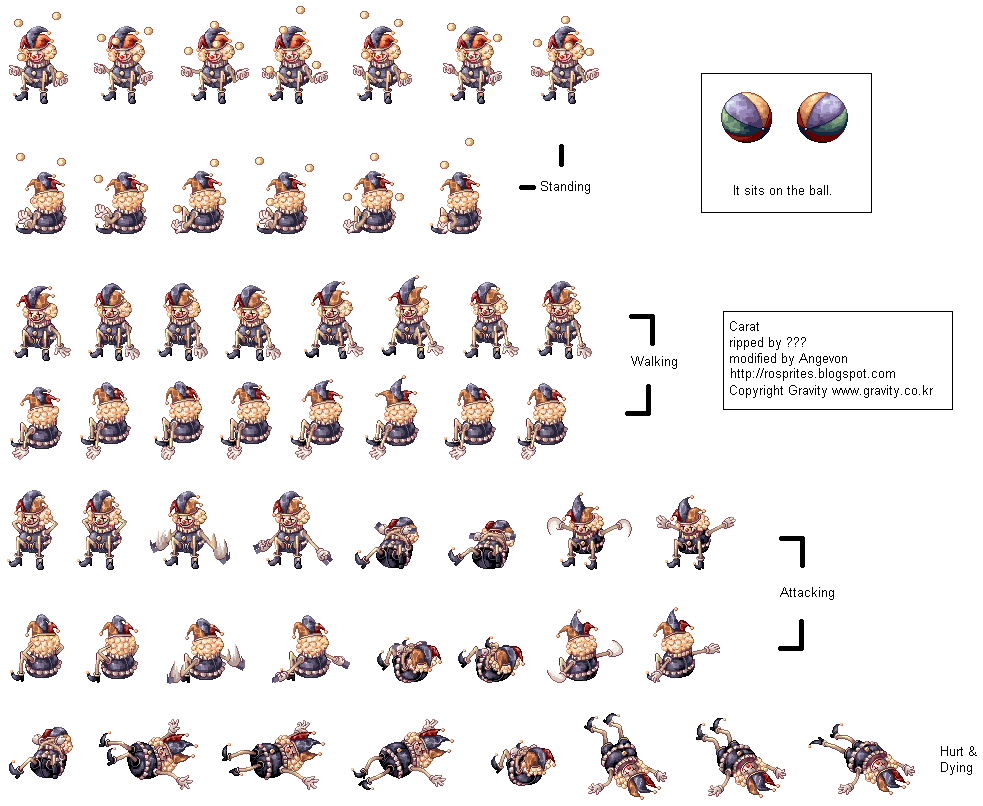 Standing
It sits on the ball.
Walking
Carat
ripped by ???
modified by Angevon
http://rosprites.blogspot.com
Copyright Gravity www.gravity.co.kr
Attacking
Hurt &
Dying